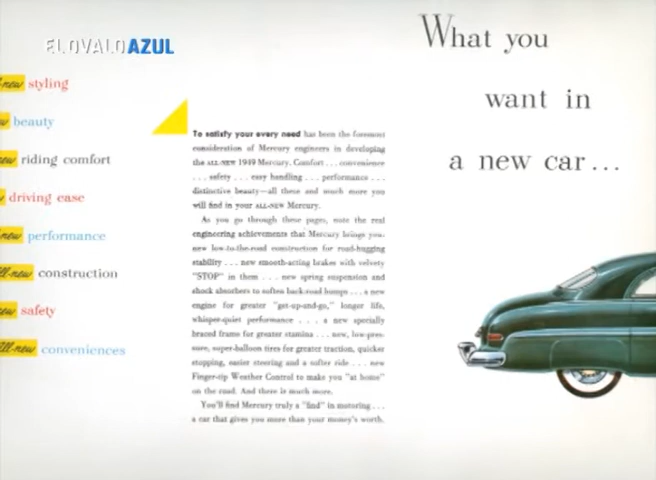 EL OVALO AZUL
What you
want in
a new car...
-new styling
w beauty
new riding comfort
driving ease
new performance
ll-new construction
new safety
ll-new conveniences
To satisfy your every need has been the foremost
consideration of Mercury engineers in developing
the ALL-NEW 1949 Mercury. Comfort . . . convenience
. . . safety . . . easy handling . . . performance . . .
distinctive beauty—all these and much more you
will find in your ALL-NEW Mercury.
As you go through these pages, note the real
engineering achievements that Mercury brings you:
new low-to-the-road construction for road-hugging
stability . . . new smooth-acting brakes with velvety
"STOP" in them . . . new spring suspension and
shock absorbers to soften back-road bumps . . . a new
engine for greater "get-up-and-go," longer life,
whisper-quiet performance . . . a new specially
braced frame for greater stamina . . . new, low-pres-
sure, super-balloon tires for greater traction, quicker
stopping, easier steering and a softer ride . . . new
Finger-tip Weather Control to make you "at home"
on the road. And there is much more.
You'll find Mercury truly a "find" in motoring . . .
a car that gives you more than your money's worth.